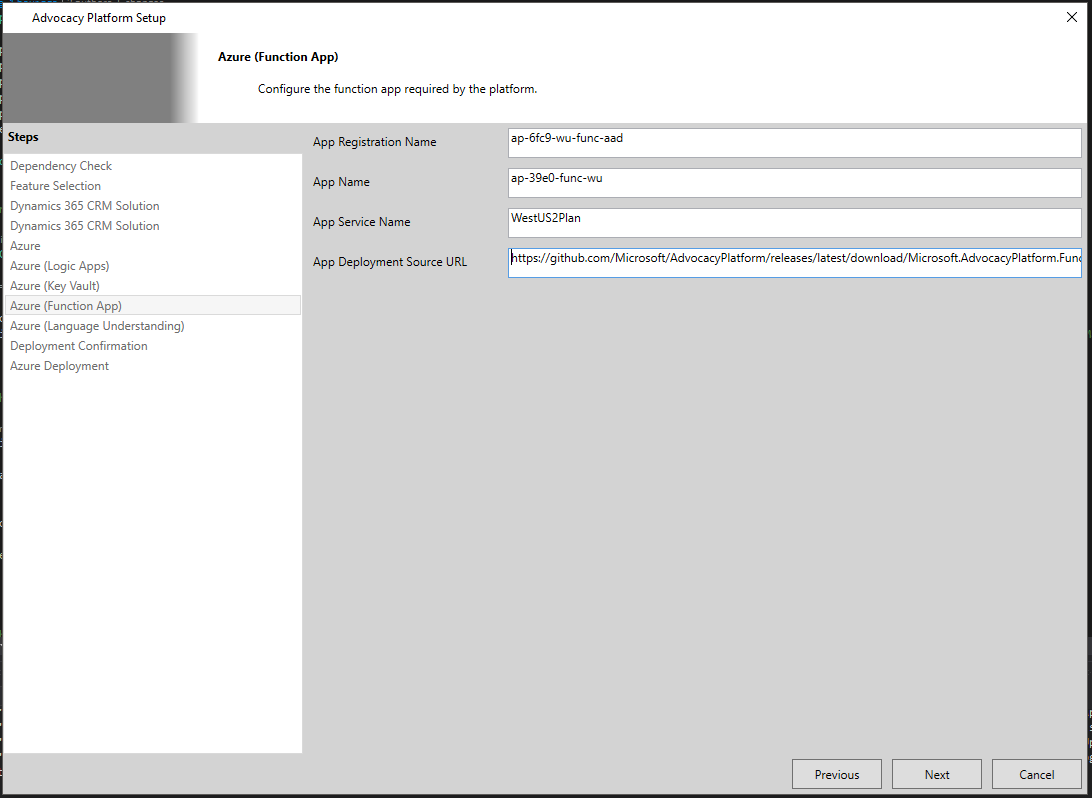 Advocacy Platform Setup
Azure (Function App)
Configure the function app required by the platform.
Steps
Dependency Check
Feature Selection
Dynamics 365 CRM Solution
Dynamics 365 CRM Solution
Azure
Azure (Logic Apps)
Azure (Key Vault)
Azure (Function App)
Azure (Language Understanding)
Deployment Confirmation
Azure Deployment
App Registration Name
ap-6fc9-wu-func-aad
App Name
ap-39e0-func-wu
App Service Name
WestUS2Plan
App Deployment Source URL
https://github.com/Microsoft/AdvocacyPlatform/releases/latest/download/Microsoft.AdvocacyPlatform.Func
Previous
Next
Cancel